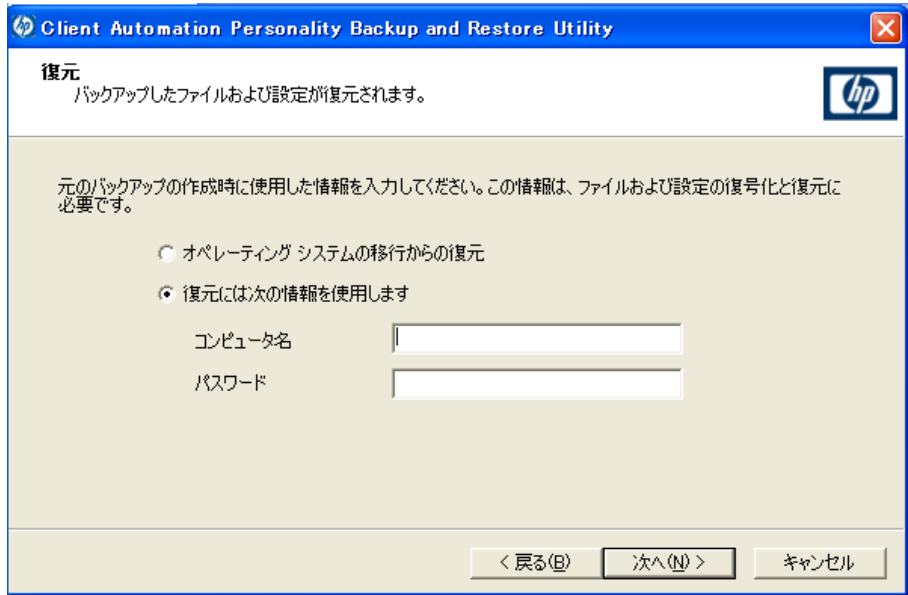 Client Automation Personality Backup and Restore Utility
復元
バックアップしたファイルおよび設定が復元されます。
hp
元のバックアップの作成時に使用した情報を入力してください。この情報は、ファイルおよび設定の復号化と復元に
必要です。
オペレーティング システムの移行からの復元
復元には次の情報を使用します
コンピュータ名
パスワード
< 戻る(B)
次へ(N) >
キャンセル